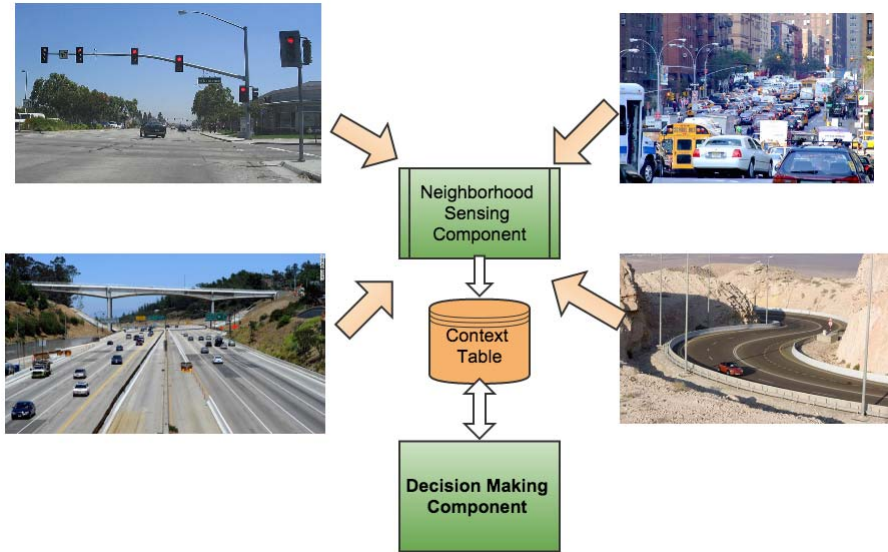 Neighborhood
Sensing
Component
Context
Table
Decision Making
Component